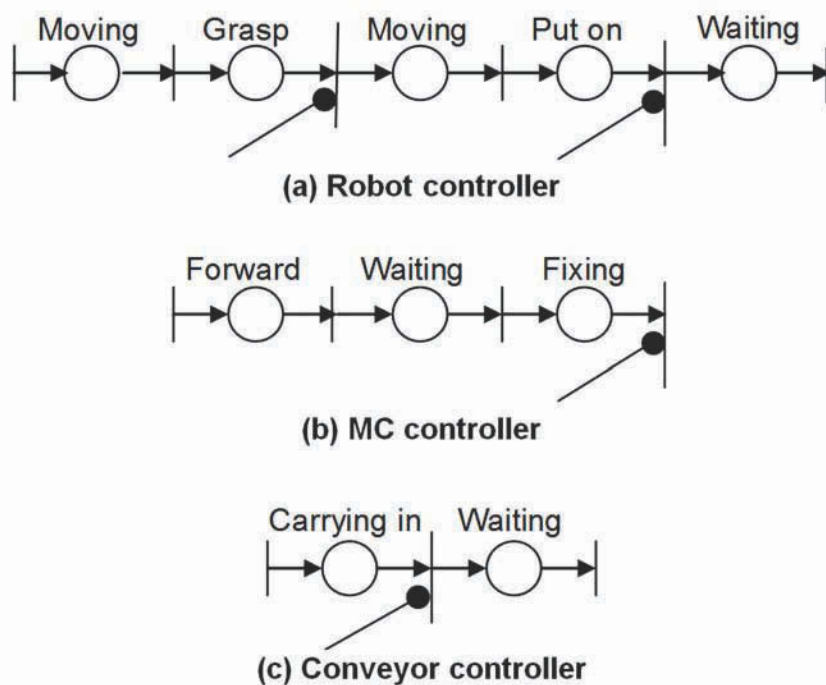 Moving Grasp Moving Put on Waiting
(a) Robot controller
Forward Waiting Fixing
(b) MC controller
Carrying in Waiting
(c) Conveyor controller